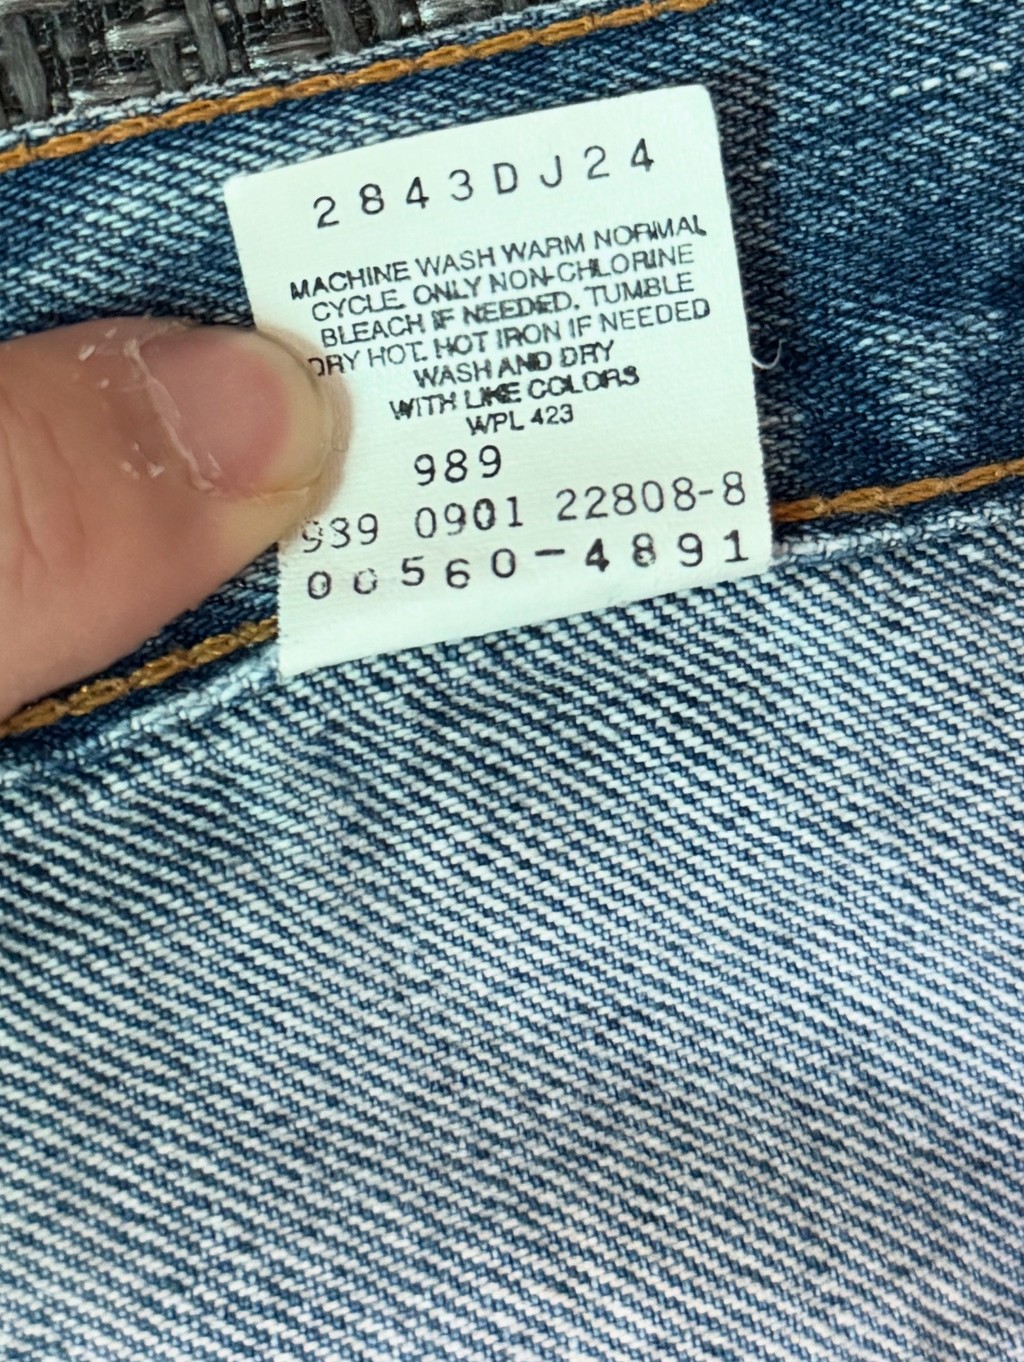 2843DJ24
MACHINE WASH WARM NORMAL
CYCLE. ONLY NON-CHLORINE
BLEACH IF NEEDED. TUMBLE
DRY HOT. HOT IRON IF NEEDED
WASH AND DRY
WITH LIKE COLORS
WPL 423
989
989 0901 22808-8
00560-4891